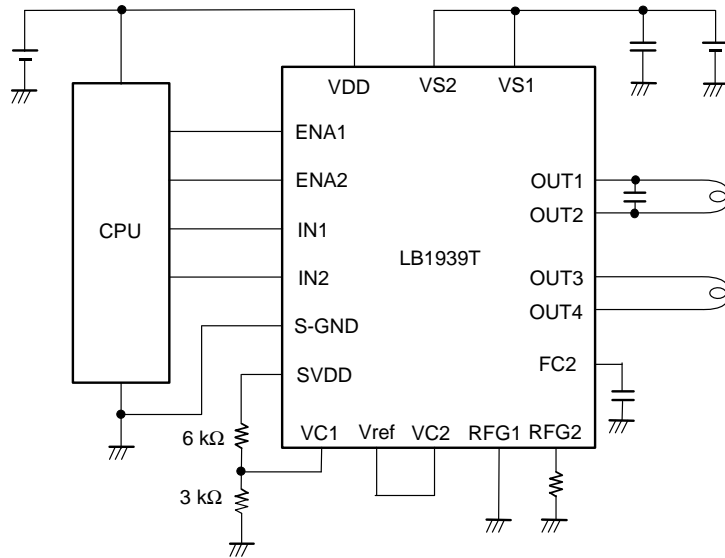 VDD VS2 VS1
ENA1
ENA2
OUT1
OUT2
CPU
IN1
LB1939T
IN2
OUT3
OUT4
S-GND
SVDD
FC2
6 kΩ
VC1 Vref VC2 RFG1 RFG2
3 kΩ